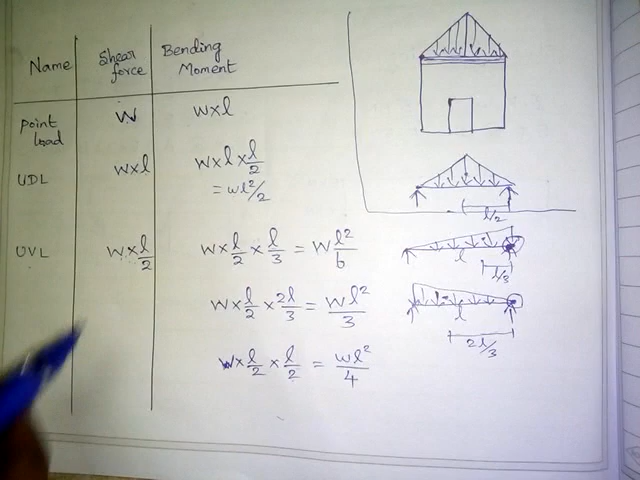 Name Shear force Bending Moment
Point load W W×l
UDL W×l W×l×l/2
= wl²/2
UVL W×l/2 W×l/2 × l/3 = W l²/6
W×l/2 × 2l/3 = Wl²/3
W×l/2 × l/2 = wl²/4
l/2
l
l/3
l
2l/3